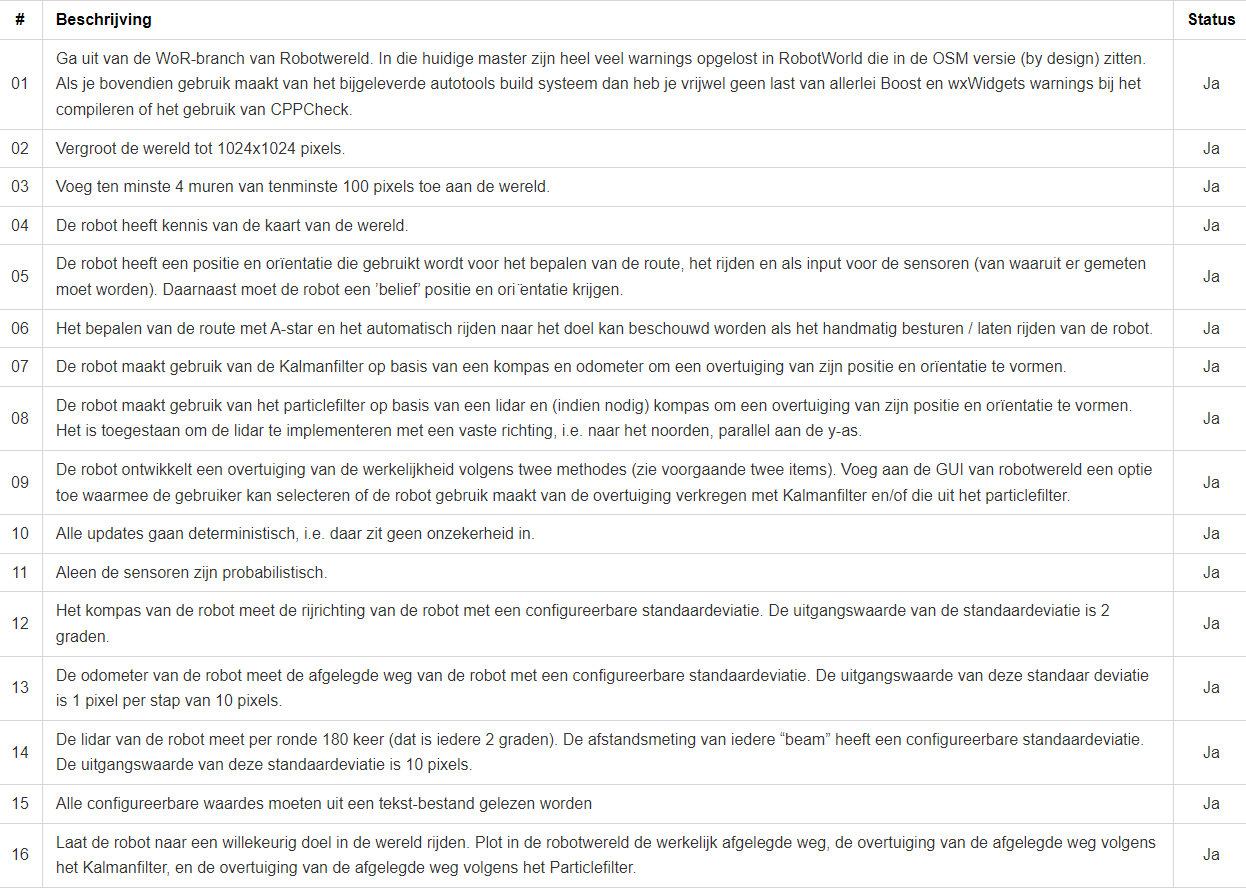 # Beschrijving Status
Ga uit van de WoR-branch van Robotwereld. In die huidige master zijn heel veel warnings opgelost in RobotWorld die in de OSM versie (by design) zitten.
01 Als je bovendien gebruik maakt van het bijgeleverde autotools build systeem dan heb je vrijwel geen last van allerlei Boost en wxWidgets warnings bij het Ja
compileren of het gebruik van CPPCheck.
02 Vergroot de wereld tot 1024x1024 pixels. Ja
03 Voeg ten minste 4 muren van tenminste 100 pixels toe aan de wereld. Ja
04 De robot heeft kennis van de kaart van de wereld. Ja
05 De robot heeft een positie en orïentatie die gebruikt wordt voor het bepalen van de route, het rijden en als input voor de sensoren (van waaruit er gemeten Ja
moet worden). Daarnaast moet de robot een ’belief’ positie en ori ̈entatie krijgen.
06 Het bepalen van de route met A-star en het automatisch rijden naar het doel kan beschouwd worden als het handmatig besturen / laten rijden van de robot. Ja
07 De robot maakt gebruik van de Kalmanfilter op basis van een kompas en odometer om een overtuiging van zijn positie en orïentatie te vormen. Ja
08 De robot maakt gebruik van het particlefilter op basis van een lidar en (indien nodig) kompas om een overtuiging van zijn positie en orïentatie te vormen. Ja
Het is toegestaan om de lidar te implementeren met een vaste richting, i.e. naar het noorden, parallel aan de y-as.
09 De robot ontwikkelt een overtuiging van de werkelijkheid volgens twee methodes (zie voorgaande twee items). Voeg aan de GUI van robotwereld een optie Ja
toe waarmee de gebruiker kan selecteren of de robot gebruik maakt van de overtuiging verkregen met Kalmanfilter en/of die uit het particlefilter.
10 Alle updates gaan deterministisch, i.e. daar zit geen onzekerheid in. Ja
11 Aleen de sensoren zijn probabilistisch. Ja
12 Het kompas van de robot meet de rijrichting van de robot met een configureerbare standaardeviatie. De uitgangswaarde van de standaardeviatie is 2 Ja
graden.
13 De odometer van de robot meet de afgelegde weg van de robot met een configureerbare standaardeviatie. De uitgangswaarde van deze standaar deviatie Ja
is 1 pixel per stap van 10 pixels.
14 De lidar van de robot meet per ronde 180 keer (dat is iedere 2 graden). De afstandsmeting van iedere “beam” heeft een configureerbare standaardeviatie. Ja
De uitgangswaarde van deze standaardeviatie is 10 pixels.
15 Alle configureerbare waardes moeten uit een tekst-bestand gelezen worden Ja
16 Laat de robot naar een willekeurig doel in de wereld rijden. Plot in de robotwereld de werkelijk afgelegde weg, de overtuiging van de afgelegde weg volgens Ja
het Kalmanfilter, en de overtuiging van de afgelegde weg volgens het Particlefilter.